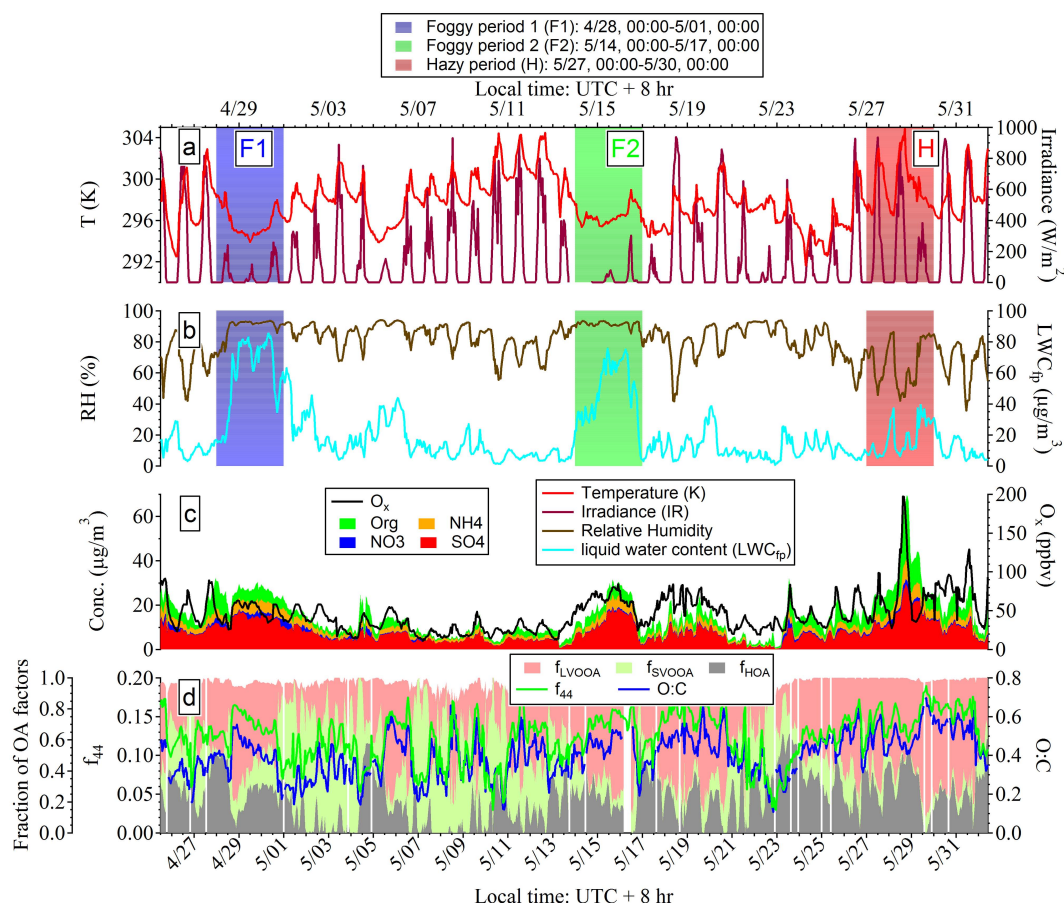 Foggy period 1 (F1): 4/28, 00:00-5/01, 00:00
Foggy period 2 (F2): 5/14, 00:00-5/17, 00:00
Hazy period (H): 5/27, 00:00-5/30, 00:00
Local time: UTC + 8 hr
4/29 5/03 5/07 5/11 5/15 5/19 5/23 5/27 5/31
a F1 F2 H
T (K)
304
300
296
292
Irradiance (W/m²)
1000
800
600
400
200
0
b
RH (%)
100
80
60
40
20
0
LWCfp (µg/m³)
100
80
60
40
20
0
c
Conc. (µg/m³)
60
40
20
0
Ox
Org NH4
NO3 SO4
Temperature (K)
Irradiance (IR)
Relative Humidity
liquid water content (LWCfp)
Ox (ppbv)
200
150
100
50
0
d
Fraction of OA factors
1.0
0.8
0.6
0.4
0.2
0.0
f44
0.20
0.15
0.10
0.05
0.00
fLVOOA fSVOOA fHOA
f44 O:C
O:C
0.8
0.6
0.4
0.2
0.0
4/27 4/29 5/01 5/03 5/05 5/07 5/09 5/11 5/13 5/15 5/17 5/19 5/21 5/23 5/25 5/27 5/29 5/31
Local time: UTC + 8 hr